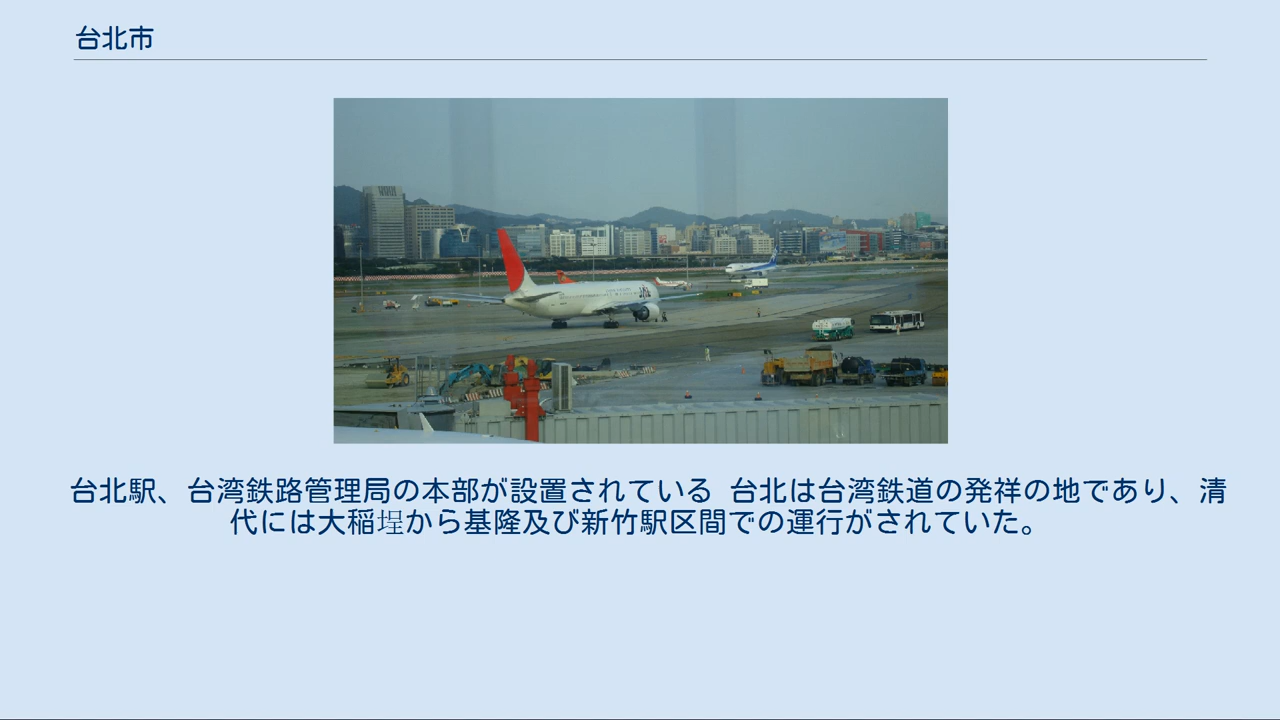 台北市
台北駅、台湾鉄路管理局の本部が設置されている 台北は台湾鉄道の発祥の地であり、清
代には大稲埕から基隆及び新竹駅区間での運行がされていた。